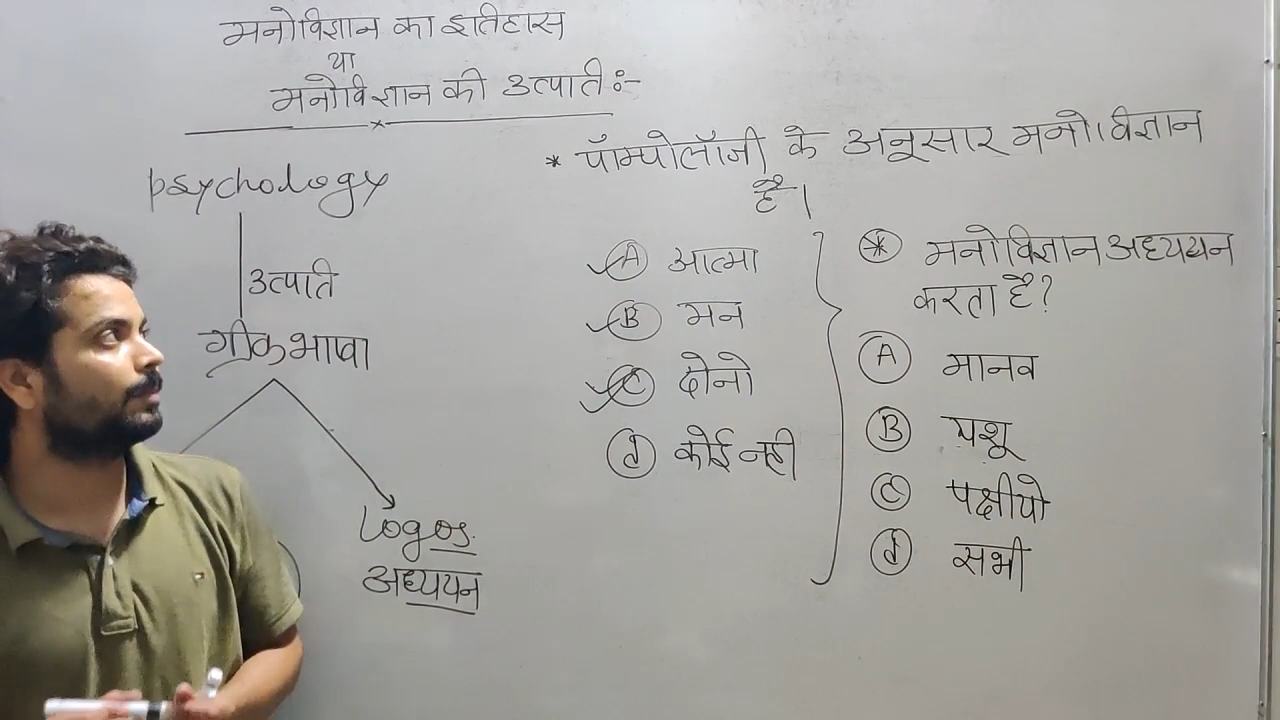 मनोविज्ञान का इतिहास
या
मनोविज्ञान की उत्पाती :-
psychology
उत्पाति
ग्रीक भाषा
Logos.
अध्ययन
* पॉम्पोलॉजी के अनुसार मनोविज्ञान
है।
A आत्मा
B मन
C दोनो
d कोई नही
* मनोविज्ञान अध्ययन
करता है?
A मानव
B पशू
C पक्षीयो
d सभी